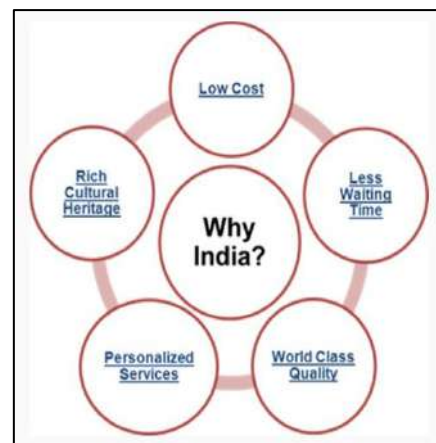 Low Cost
Rich
Cultural
Heritage
Less
Waiting
Time
Why
India?
Personalized
Services
World Class
Quality